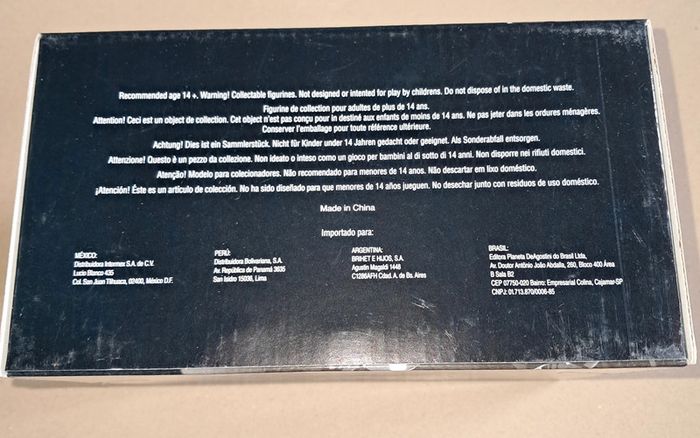 Recommended age 14 +. Warning! Collectable figurines. Not designed or intented for play by childrens. Do not dispose of in the domestic waste.
Figurine de collection pour adultes de plus de 14 ans.
Attention! Ceci est un object de collection. Cet object n'est pas conçu pour in destiné aux enfants de moins de 14 ans. Ne pas jeter dans les ordures ménagères.
Conserver l'emballage pour toute référence ultérieure.
Achtung! Dies ist ein Sammlerstück. Nicht für Kinder under 14 Jahren gedacht oder geeignet. Als Sonderabfall entsorgen.
Attenzione! Questo è un pezzo da collezione. Non ideato o inteso como un gioco per bambini al di sotto di 14 anni. Non disporre nei rifiuti domestici.
Atenção! Modelo para colecionadores. Não recomendado para menores de 14 anos. Não descartar em lixo doméstico.
¡Atención! Éste es un artículo de colección. No ha sido diseñado para que menores de 14 años jueguen. No desechar junto con residuos de uso doméstico.
Made in China
Importado para:
MÉXICO:
Distribuidora Intermex S.A. de C.V.
Lucio Blanco 435
Col. San Juan Tlihuaca, 02400, México D.F.
PERÚ:
Distribuidora Bolivariana, S.A.
Av. República de Panamá 3635
San Isidro 15036, Lima
ARGENTINA:
BRIHET E HIJOS, S.A.
Agustín Magaldi 1448
C1286AFH Cdad. A. de Bs. Aires
BRASIL:
Editora Planeta DeAgostini do Brasil Ltda,
Av. Doutor Antônio João Abdalla, 260, Bloco 400 Área
B Sala B2
CEP 07750-020 Bairro: Empresarial Colina, Cajamar-SP
CNPJ: 01.713.870/0006-85